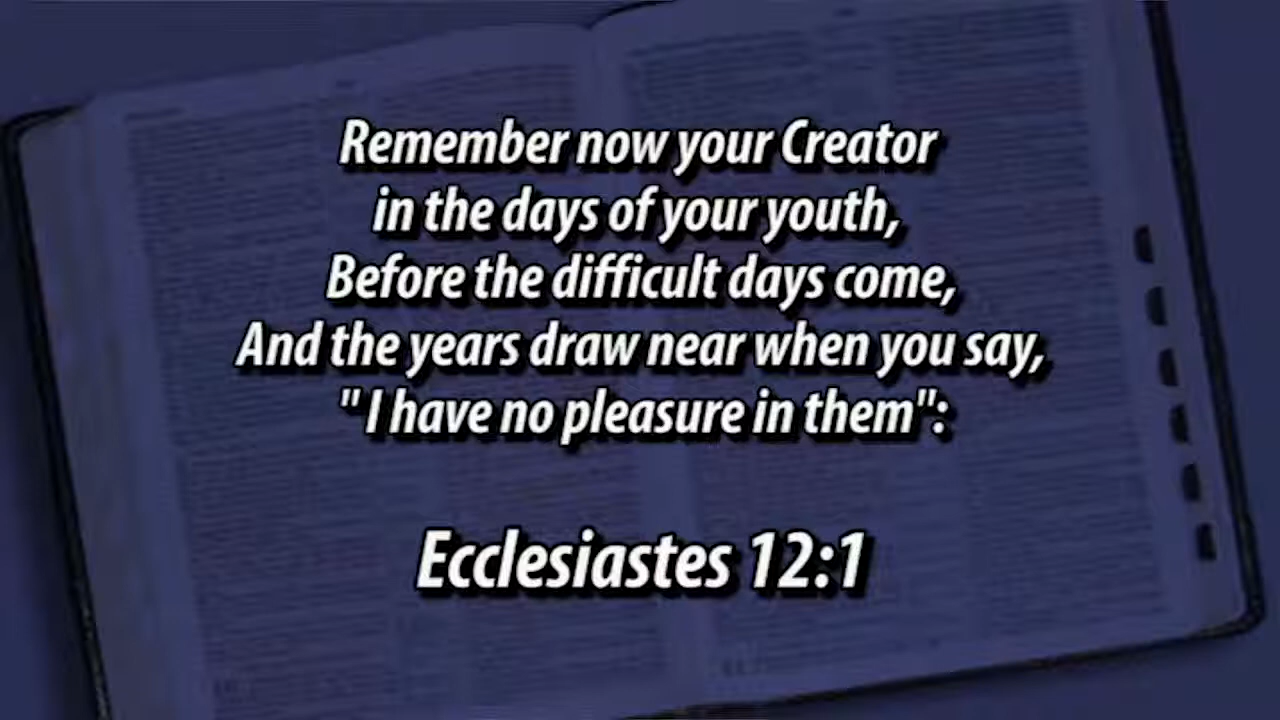 Remember now your Creator
in the days of your youth,
Before the difficult days come,
And the years draw near when you say,
" I have no pleasure in them":
Ecclesiastes 12:1